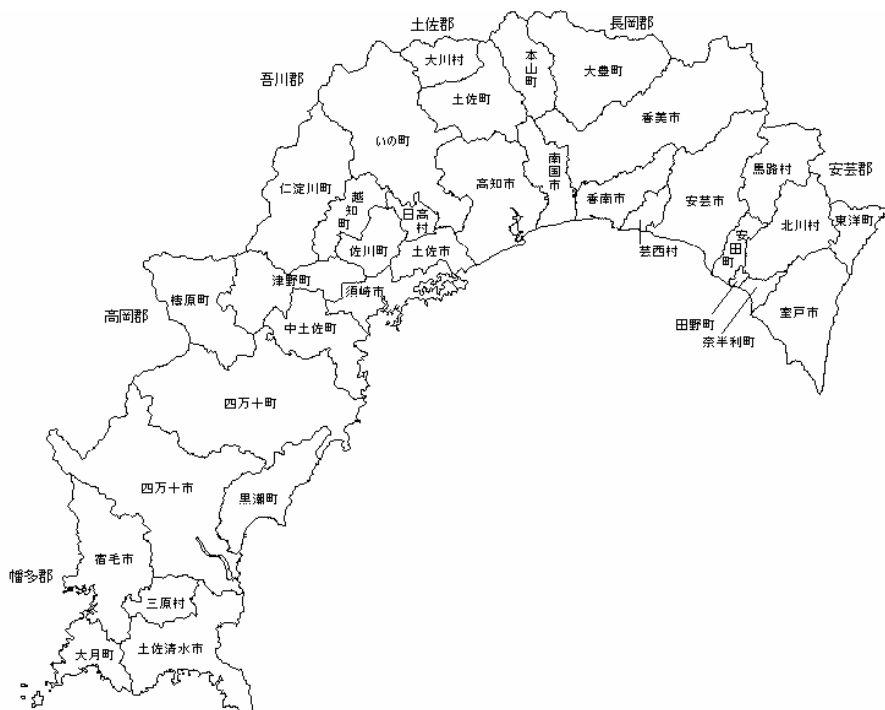 土佐郡
長岡郡
大川村
本山町
大豊町
吾川郡
土佐町
香美市
いの町
南国市
高知市
馬路村
安芸郡
仁淀川町
越知町
香南市
安芸市
日高村
北川村
東洋町
佐川町
土佐市
芸西村
安田町
津野町
須崎市
梼原町
高岡郡
中土佐町
田野町
奈半利町
室戸市
四万十町
四万十市
黒潮町
宿毛市
幡多郡
三原村
大月町
土佐清水市